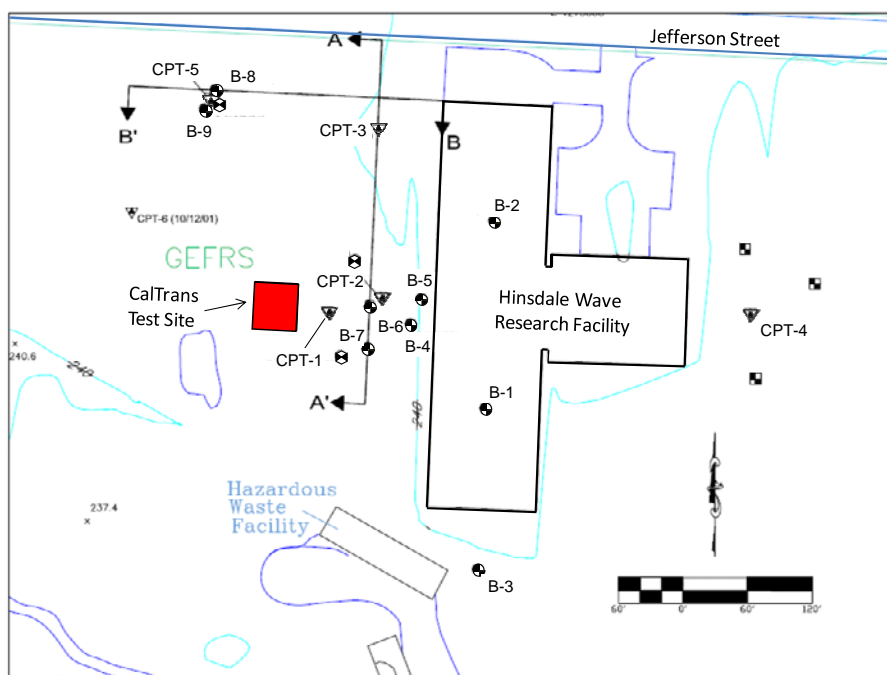 Jefferson Street
A
CPT-5
B-8
B'
B-9
CPT-3
B
CPT-6 (10/12/01)
B-2
GEFRS
CalTrans
Test Site
CPT-2
B-5
Hinsdale Wave
Research Facility
B-7
B-6
B-4
CPT-1
CPT-4
240.6
240
A'
B-1
240
Hazardous
Waste
Facility
237.4
B-3
60'
0'
60'
120'